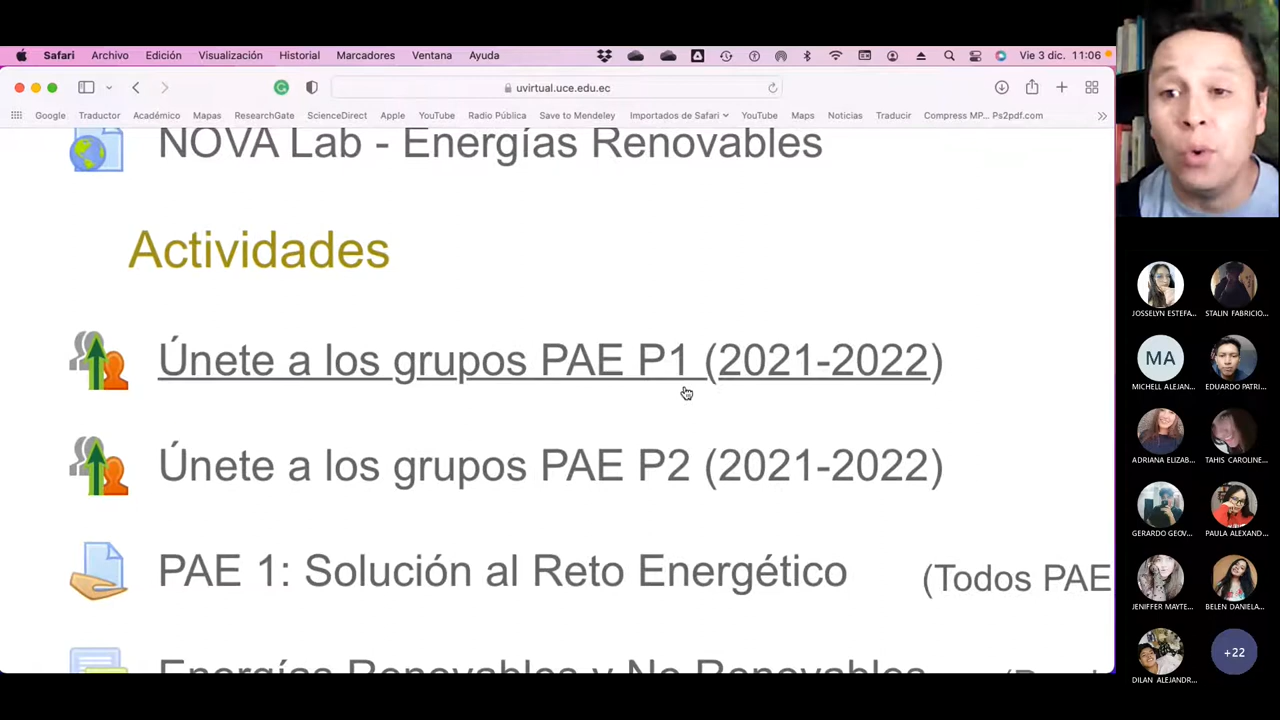 Safari Archivo Edición Visualización Historial Marcadores Ventana Ayuda Vie 3 dic. 11:06
uvirtual.uce.edu.ec
Google Traductor Académico Mapas ResearchGate ScienceDirect Apple YouTube Radio Pública Save to Mendeley Importados de Safari YouTube Maps Noticias Traducir Compress MP... Ps2pdf.com
NOVA Lab - Energías Renovables
Actividades
Únete a los grupos PAE P1 (2021-2022)
Únete a los grupos PAE P2 (2021-2022)
PAE 1: Solución al Reto Energético (Todos PAE
Energías Renovables y No Renovables
JOSSELYN ESTEFA... STALIN FABRICIO...
MA
MICHELL ALEJAN... EDUARDO PATRI...
ADRIANA ELIZAB... TAHIS CAROLINE...
GERARDO GEOV... PAULA ALEXAND...
JENIFFER MAYTE... BELEN DANIELA...
+22
DILAN ALEJANDR...